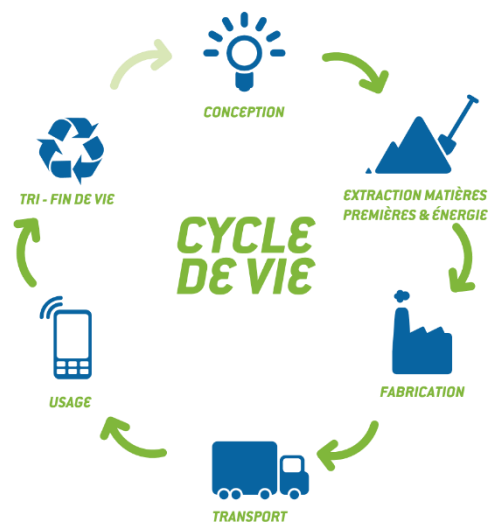 CONCEPTION
EXTRACTION MATIÈRES
PREMIÈRES & ÉNERGIE
FABRICATION
TRANSPORT
USAGE
TRI - FIN DE VIE
CYCLE
DE VIE